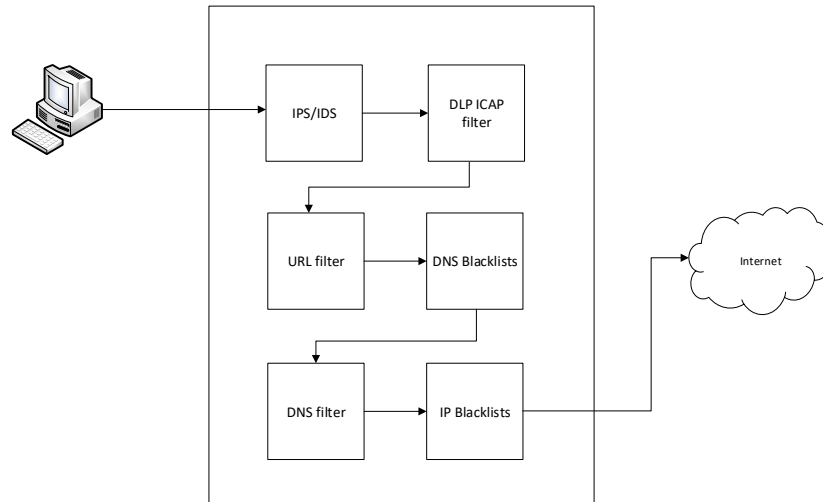 IPS/IDS
DLP ICAP
filter
URL filter
DNS Blacklists
Internet
DNS filter
IP Blacklists